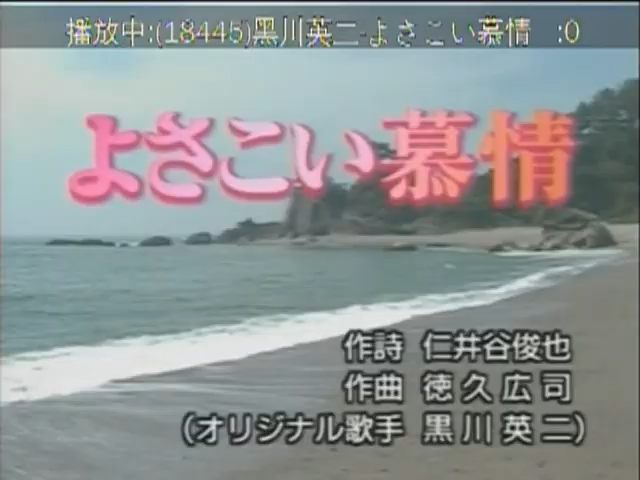 播放中:(18445)黒川英二-よさこい慕情 :0
よさこい慕情
作詩 仁井谷俊也
作曲 徳久広司
(オリジナル歌手 黒川英二)